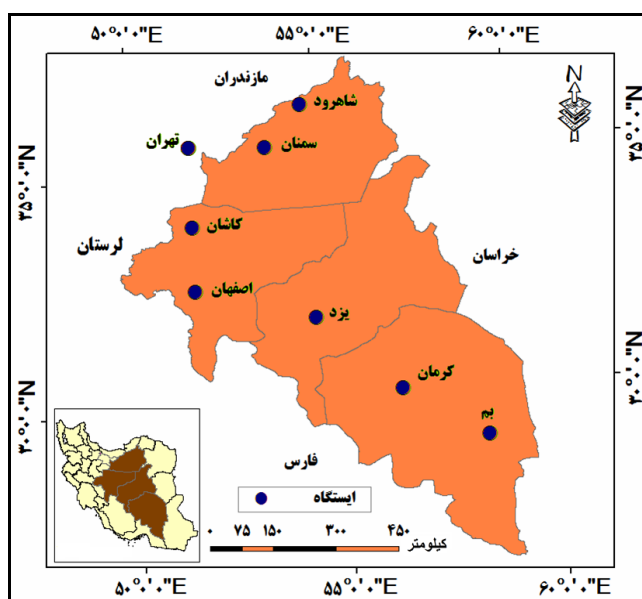 ۵۰°۰'۰"E ۵۵°۰'۰"E ۶۰°۰'۰"E
مازندران
N
شاهرود
تهران
سمنان
۳۵°۰'۰"N
۳۵°۰'۰"N
کاشان
لرستان
خراسان
اصفهان
یزد
کرمان
۳۰°۰'۰"N
بم
۳۰°۰'۰"N
فارس
ایستگاه
۰ ۷۵ ۱۵۰ ۳۰۰ ۴۵۰
کیلومتر
۵۰°۰'۰"E ۵۵°۰'۰"E ۶۰°۰'۰"E